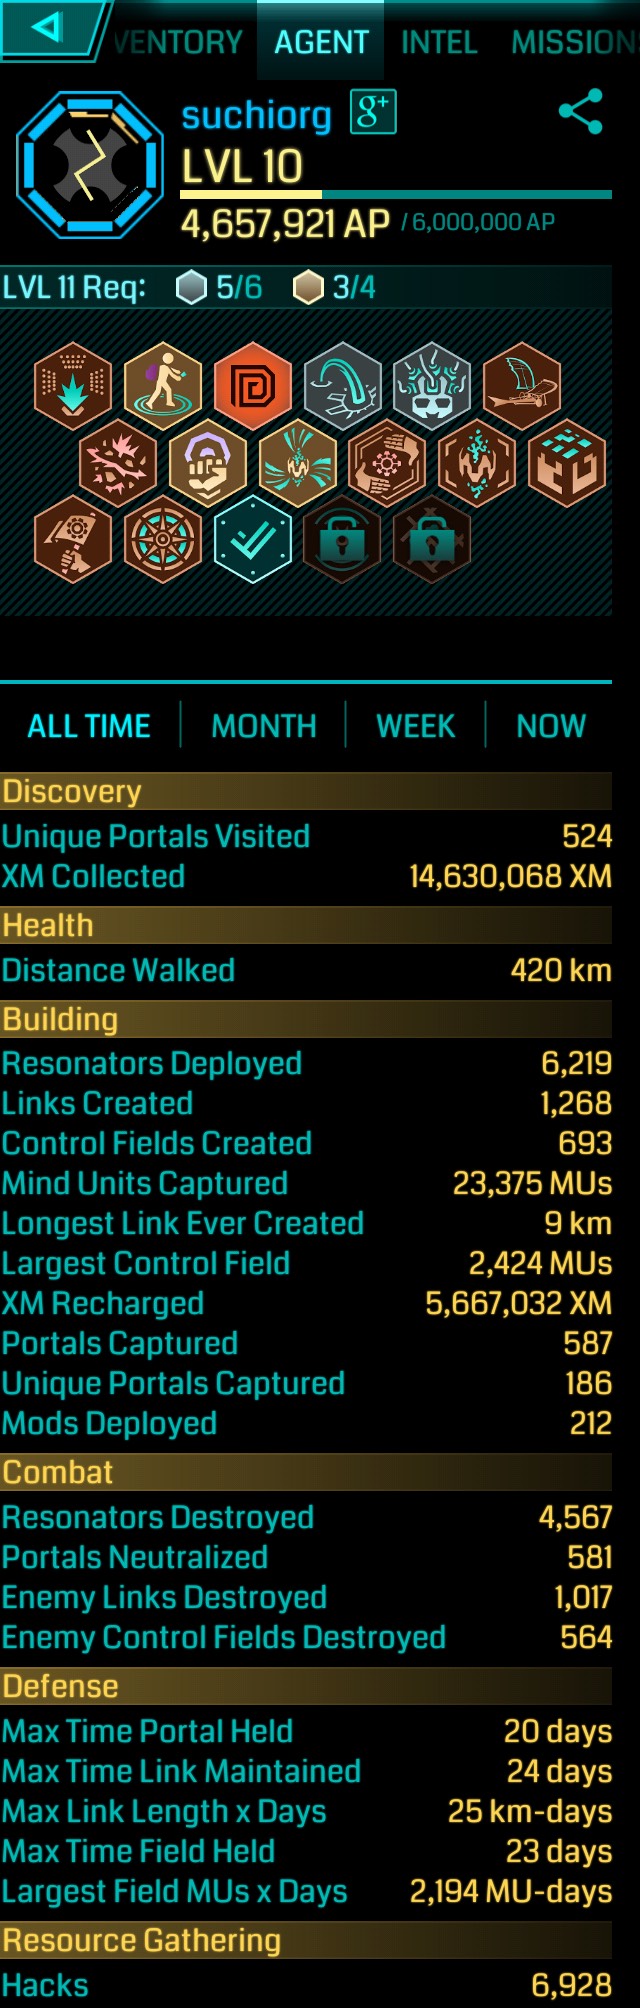 VENTORY AGENT INTEL MISSION
suchiorg g+
LVL 10
4,657,921 AP / 6,000,000 AP
LVL 11 Req: 5/6 3/4
ALL TIME MONTH WEEK NOW
Discovery
Unique Portals Visited 524
XM Collected 14,630,068 XM
Health
Distance Walked 420 km
Building
Resonators Deployed 6,219
Links Created 1,268
Control Fields Created 693
Mind Units Captured 23,375 MUs
Longest Link Ever Created 9 km
Largest Control Field 2,424 MUs
XM Recharged 5,667,032 XM
Portals Captured 587
Unique Portals Captured 186
Mods Deployed 212
Combat
Resonators Destroyed 4,567
Portals Neutralized 581
Enemy Links Destroyed 1,017
Enemy Control Fields Destroyed 564
Defense
Max Time Portal Held 20 days
Max Time Link Maintained 24 days
Max Link Length x Days 25 km-days
Max Time Field Held 23 days
Largest Field MUs x Days 2,194 MU-days
Resource Gathering
Hacks 6,928